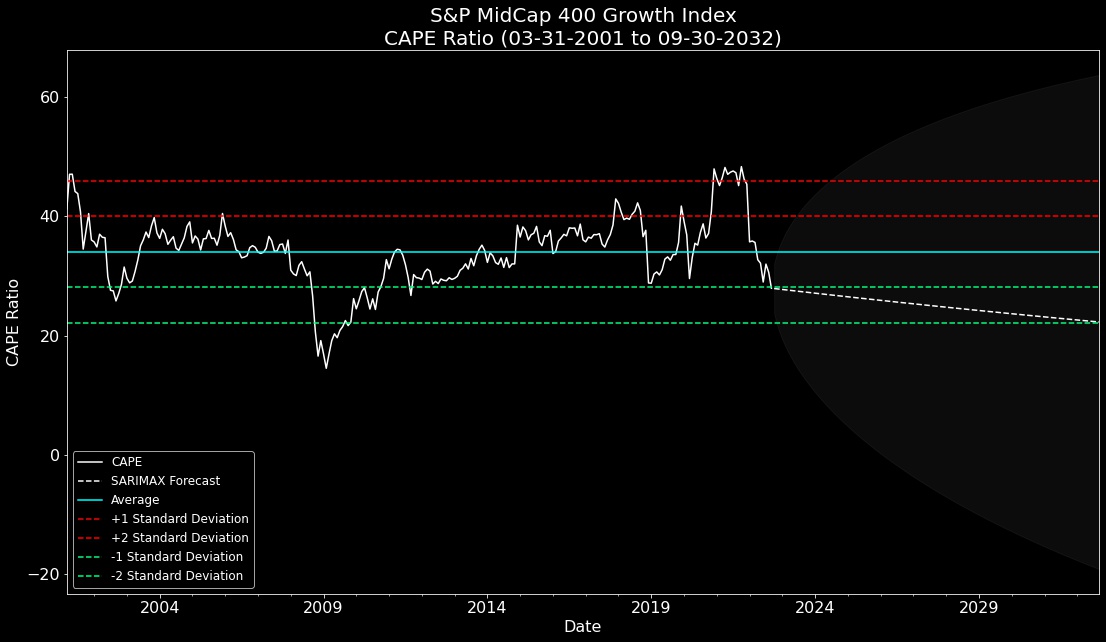 S&P MidCap 400 Growth Index
CAPE Ratio (03-31-2001 to 09-30-2032)
60
40
20
0
−20
CAPE Ratio
CAPE
SARIMAX Forecast
Average
+1 Standard Deviation
+2 Standard Deviation
-1 Standard Deviation
-2 Standard Deviation
2004 2009 2014 2019 2024 2029
Date